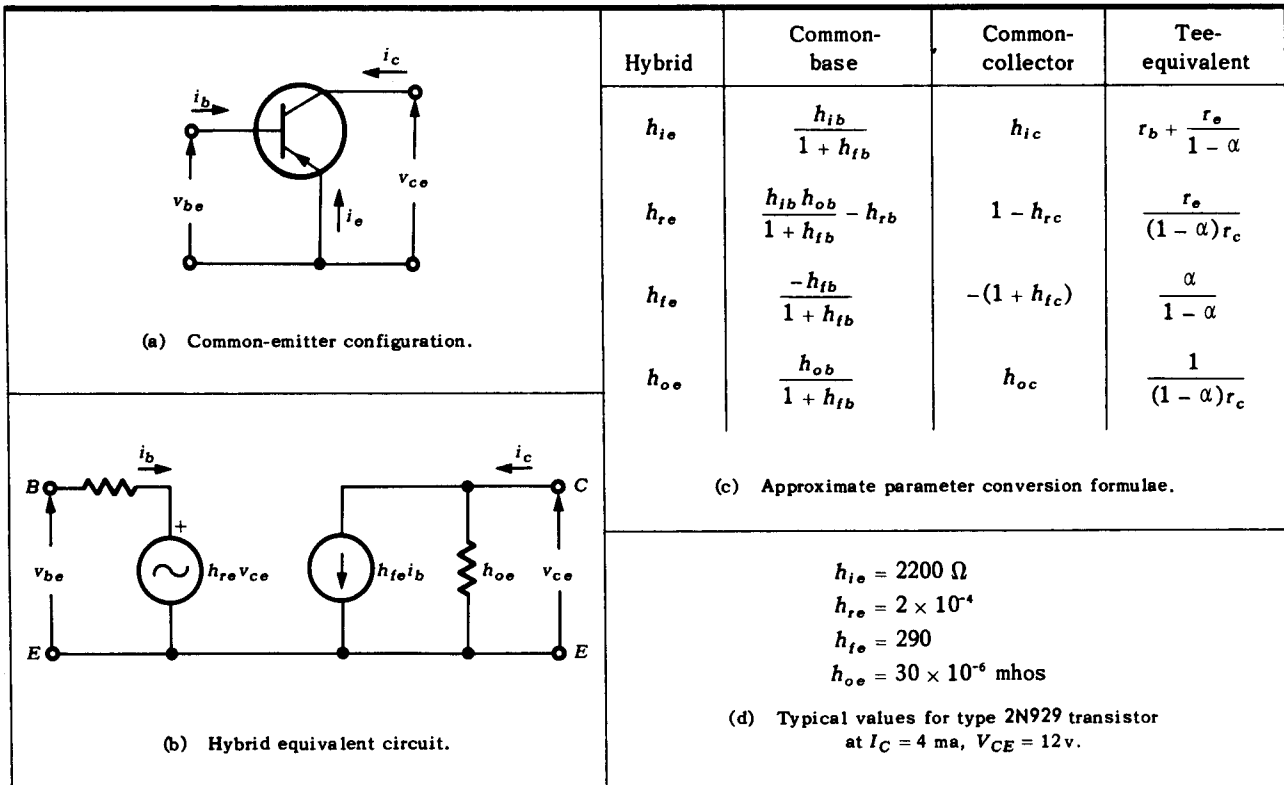 i_c
i_b
v_be
v_ce
i_e
(a) Common-emitter configuration.
i_b
i_c
B
C
+
v_be
h_re v_ce
h_fe i_b
h_oe
v_ce
E
E
(b) Hybrid equivalent circuit.
Hybrid | Common-base | Common-collector | Tee-equivalent
h_ie | h_ib / (1 + h_fb) | h_ic | r_b + r_e / (1 − α)
h_re | h_ib h_ob / (1 + h_fb) − h_rb | 1 − h_rc | r_e / ((1 − α)r_c)
h_fe | −h_fb / (1 + h_fb) | −(1 + h_fc) | α / (1 − α)
h_oe | h_ob / (1 + h_fb) | h_oc | 1 / ((1 − α)r_c)
(c) Approximate parameter conversion formulae.
h_ie = 2200 Ω
h_re = 2 × 10⁻⁴
h_fe = 290
h_oe = 30 × 10⁻⁶ mhos
(d) Typical values for type 2N929 transistor
at I_C = 4 ma, V_CE = 12 v.